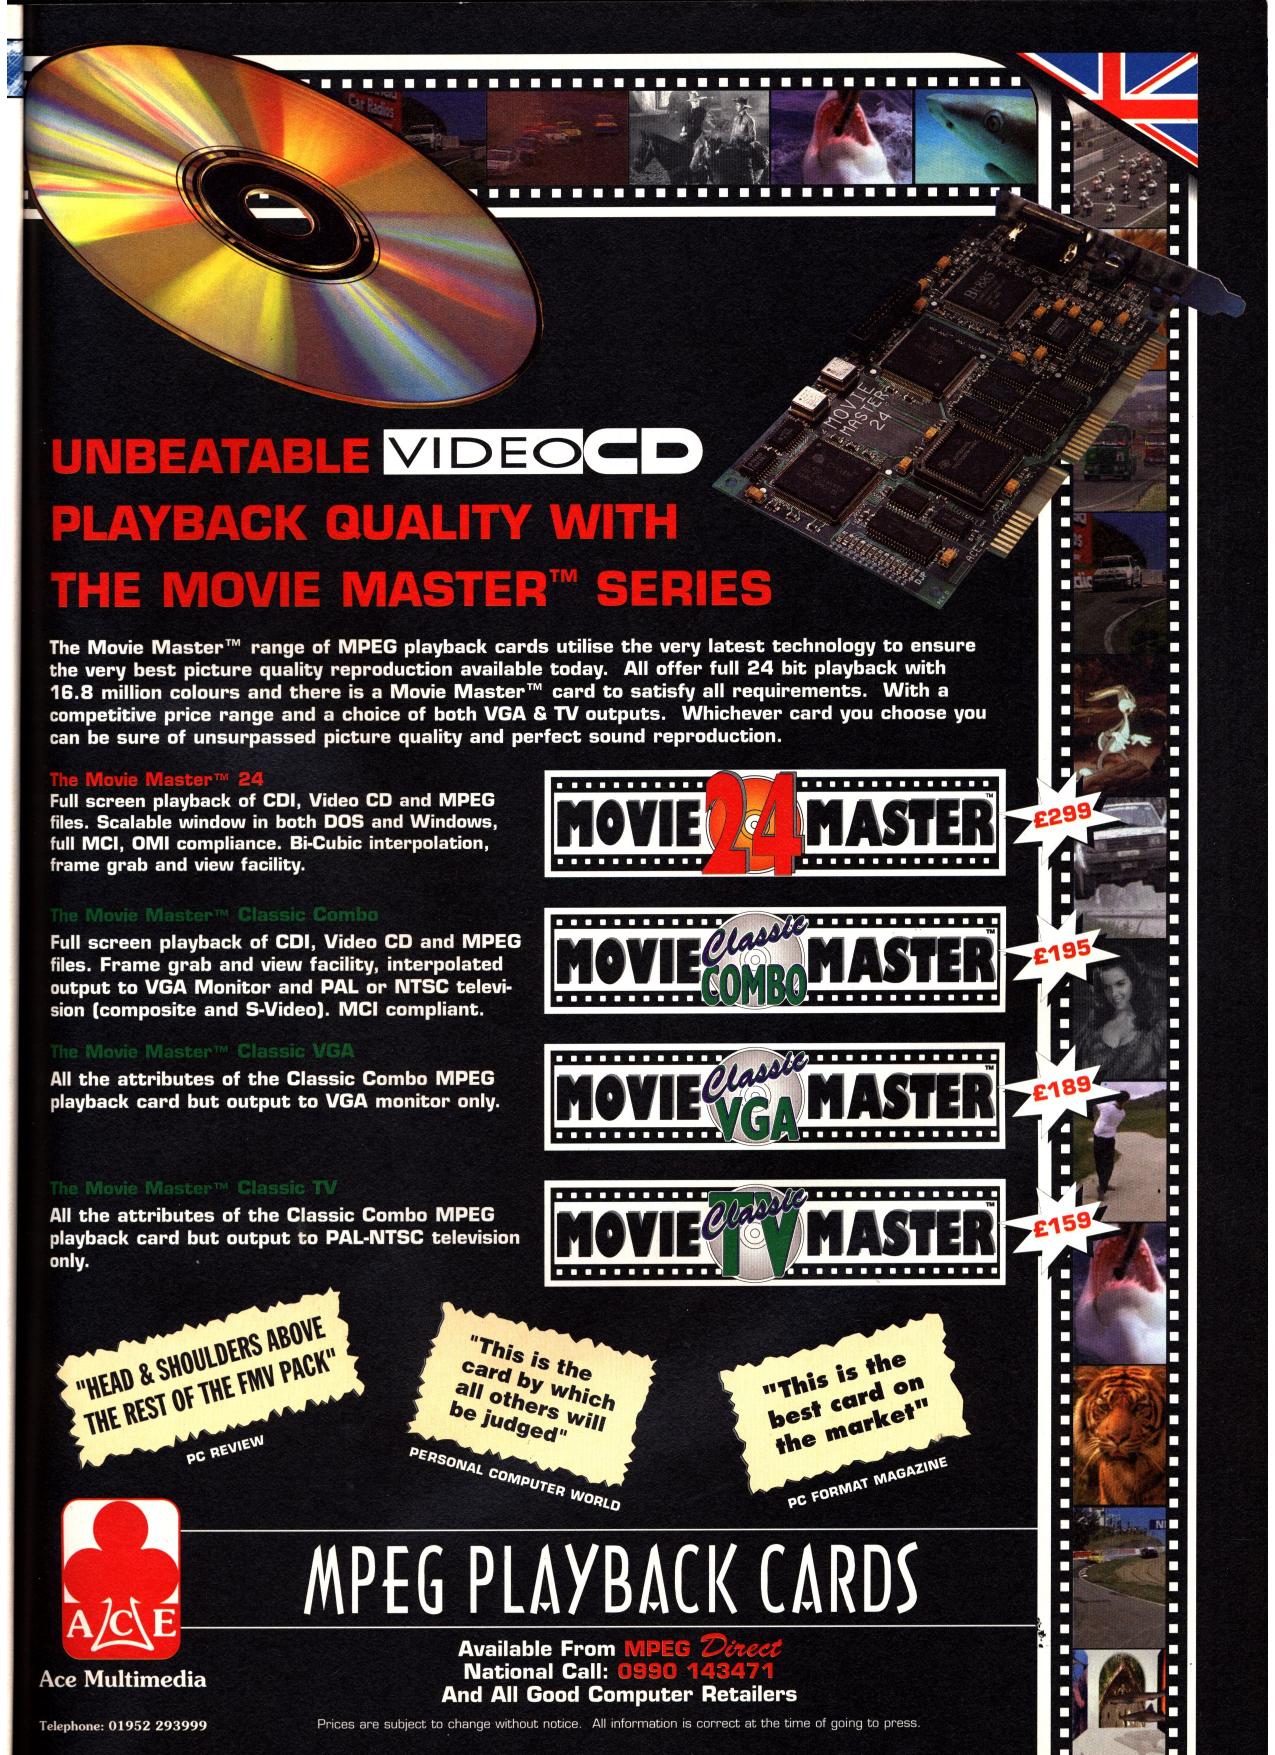 UNBEATABLE VIDEO CD
PLAYBACK QUALITY WITH
THE MOVIE MASTER™ SERIES
The Movie Master™ range of MPEG playback cards utilise the very latest technology to ensure
the very best picture quality reproduction available today. All offer full 24 bit playback with
16.8 million colours and there is a Movie Master™ card to satisfy all requirements. With a
competitive price range and a choice of both VGA & TV outputs. Whichever card you choose you
can be sure of unsurpassed picture quality and perfect sound reproduction.
MOVIE
MASTER
24
Bt885
The Movie Master™ 24
Full screen playback of CDI, Video CD and MPEG
files. Scalable window in both DOS and Windows,
full MCI, OMI compliance. Bi-Cubic interpolation,
frame grab and view facility.
MOVIE 24 MASTER™
£299
The Movie Master™ Classic Combo
Full screen playback of CDI, Video CD and MPEG
files. Frame grab and view facility, interpolated
output to VGA Monitor and PAL or NTSC televi-
sion (composite and S-Video). MCI compliant.
MOVIE Classic COMBO MASTER™
£195
The Movie Master™ Classic VGA
All the attributes of the Classic Combo MPEG
playback card but output to VGA monitor only.
MOVIE Classic VGA MASTER™
£189
The Movie Master™ Classic TV
All the attributes of the Classic Combo MPEG
playback card but output to PAL-NTSC television
only.
MOVIE Classic TV MASTER™
£159
"HEAD & SHOULDERS ABOVE
THE REST OF THE FMV PACK"
PC REVIEW
"This is the
card by which
all others will
be judged"
PERSONAL COMPUTER WORLD
"This is the
best card on
the market"
PC FORMAT MAGAZINE
ACE
Ace Multimedia
Telephone: 01952 293999
MPEG PLAYBACK CARDS
Available From MPEG Direct
National Call: 0990 143471
And All Good Computer Retailers
Prices are subject to change without notice. All information is correct at the time of going to press.